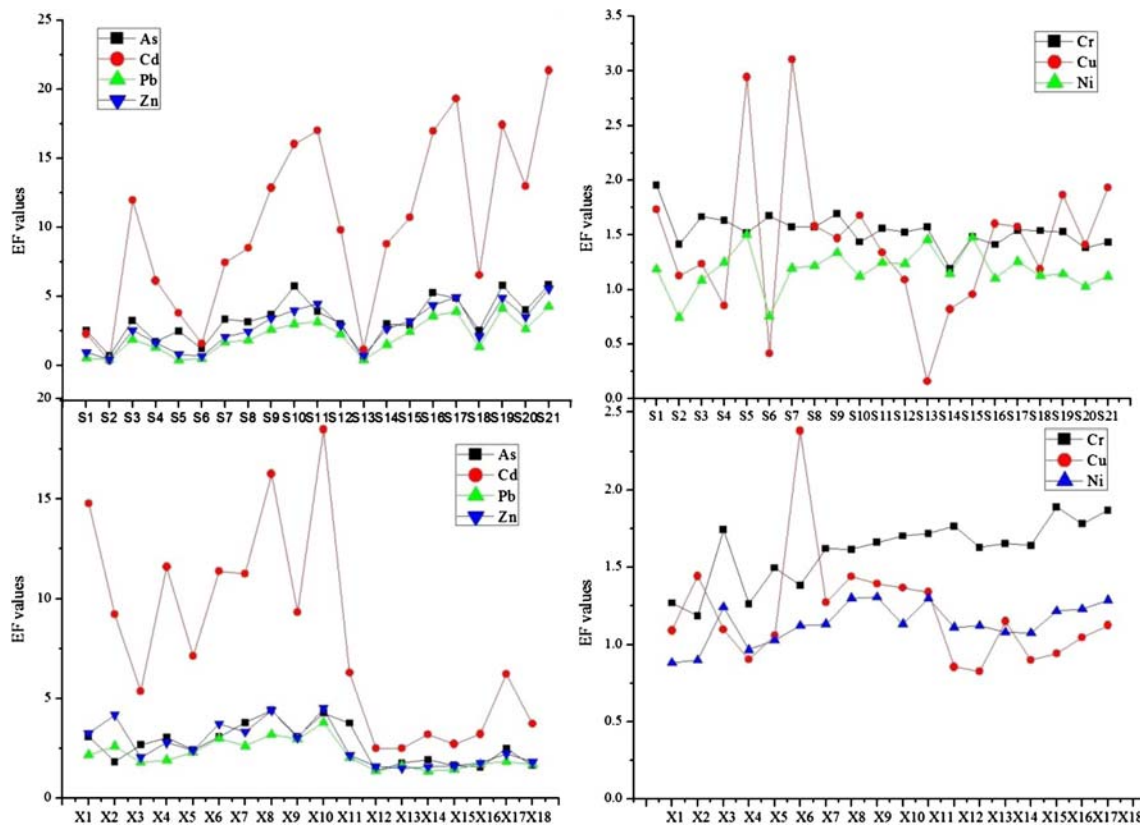 25
20
15
10
5
0
EF values
As
Cd
Pb
Zn
S1 S2 S3 S4 S5 S6 S7 S8 S9 S10 S11 S12 S13 S14 S15 S16 S17 S18 S19 S20 S21
3.5
3.0
2.5
2.0
1.5
1.0
0.5
0.0
EF values
Cr
Cu
Ni
S1 S2 S3 S4 S5 S6 S7 S8 S9 S10 S11 S12 S13 S14 S15 S16 S17 S18 S19 S20 S21
20
15
10
5
0
EF values
As
Cd
Pb
Zn
X1 X2 X3 X4 X5 X6 X7 X8 X9 X10 X11 X12 X13 X14 X15 X16 X17 X18
2.5
2.0
1.5
1.0
0.5
0.0
EF values
Cr
Cu
Ni
X1 X2 X3 X4 X5 X6 X7 X8 X9 X10 X11 X12 X13 X14 X15 X16 X17 X18